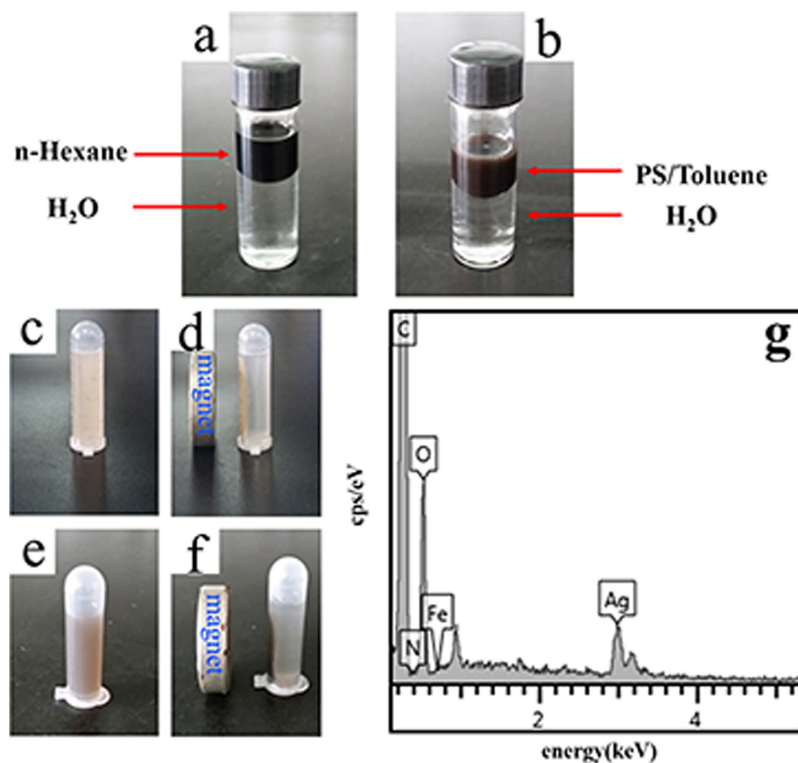 a
b
n-Hexane
H₂O
PS/Toluene
H₂O
c
d
magnet
e
f
magnet
g
C
O
N
Fe
Ag
cps/eV
2
4
energy(keV)